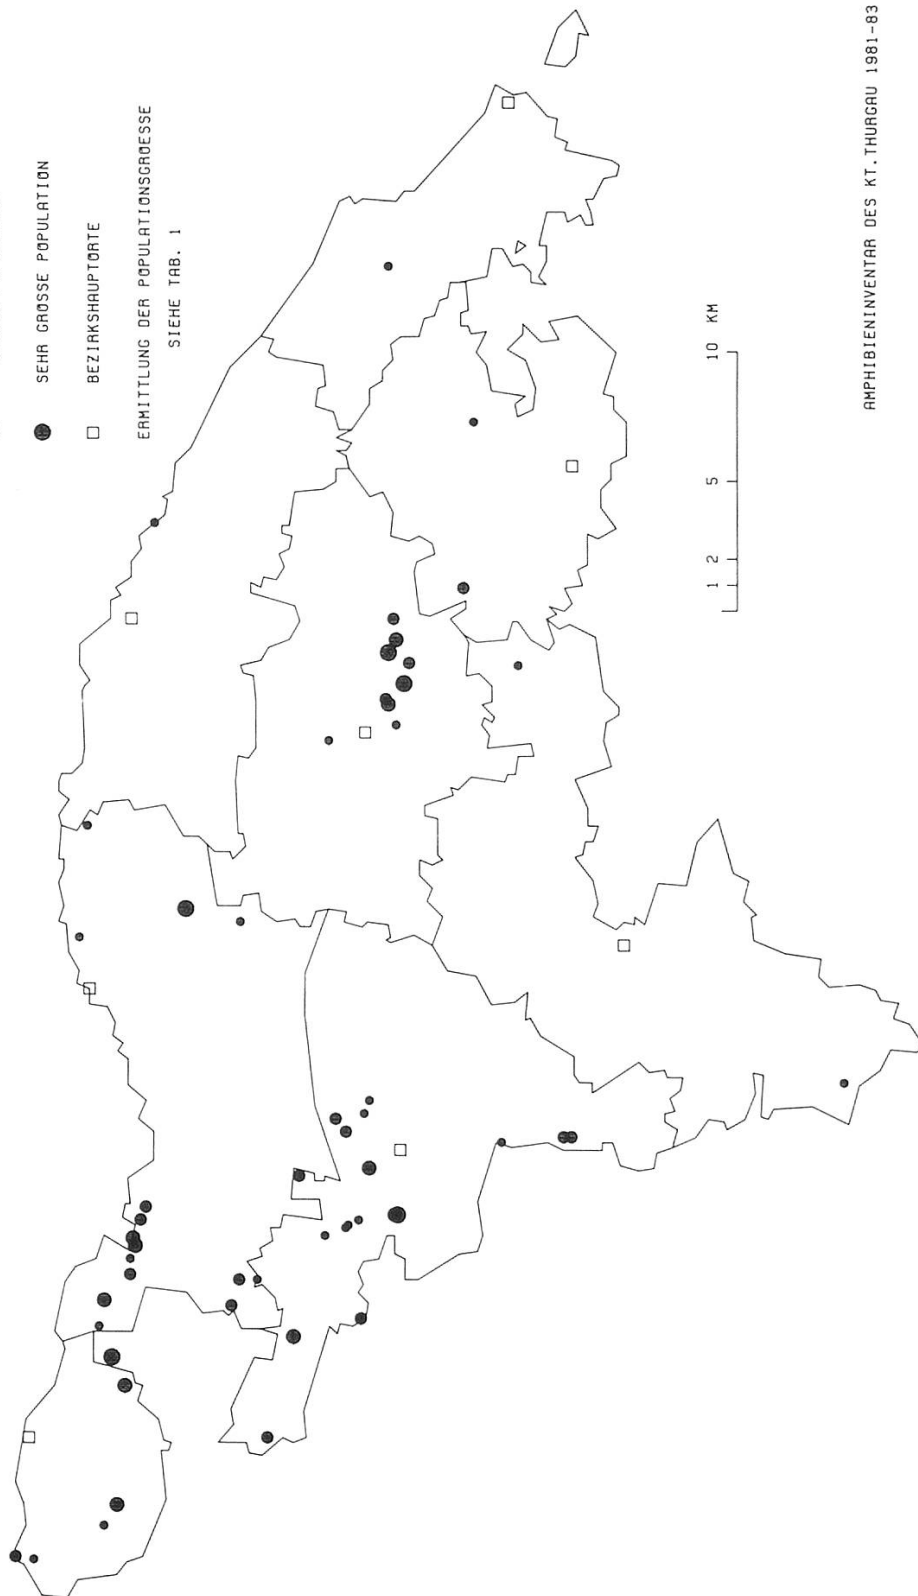 SEHR GROSSE POPULATION
BEZIRKSHAUPTORTE
ERMITTLUNG DER POPULATIONSGROESSE
SIEHE TAB. 1
1 2 5 10 KM
AMPHIBIENINVENTAR DES KT. THURGAU 1981-83